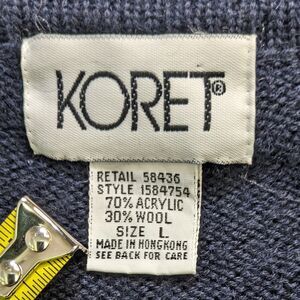 KORET®
RETAIL 58436
STYLE 1584754
70% ACRYLIC
30% WOOL
SIZE L
MADE IN HONGKONG
SEE BACK FOR CARE